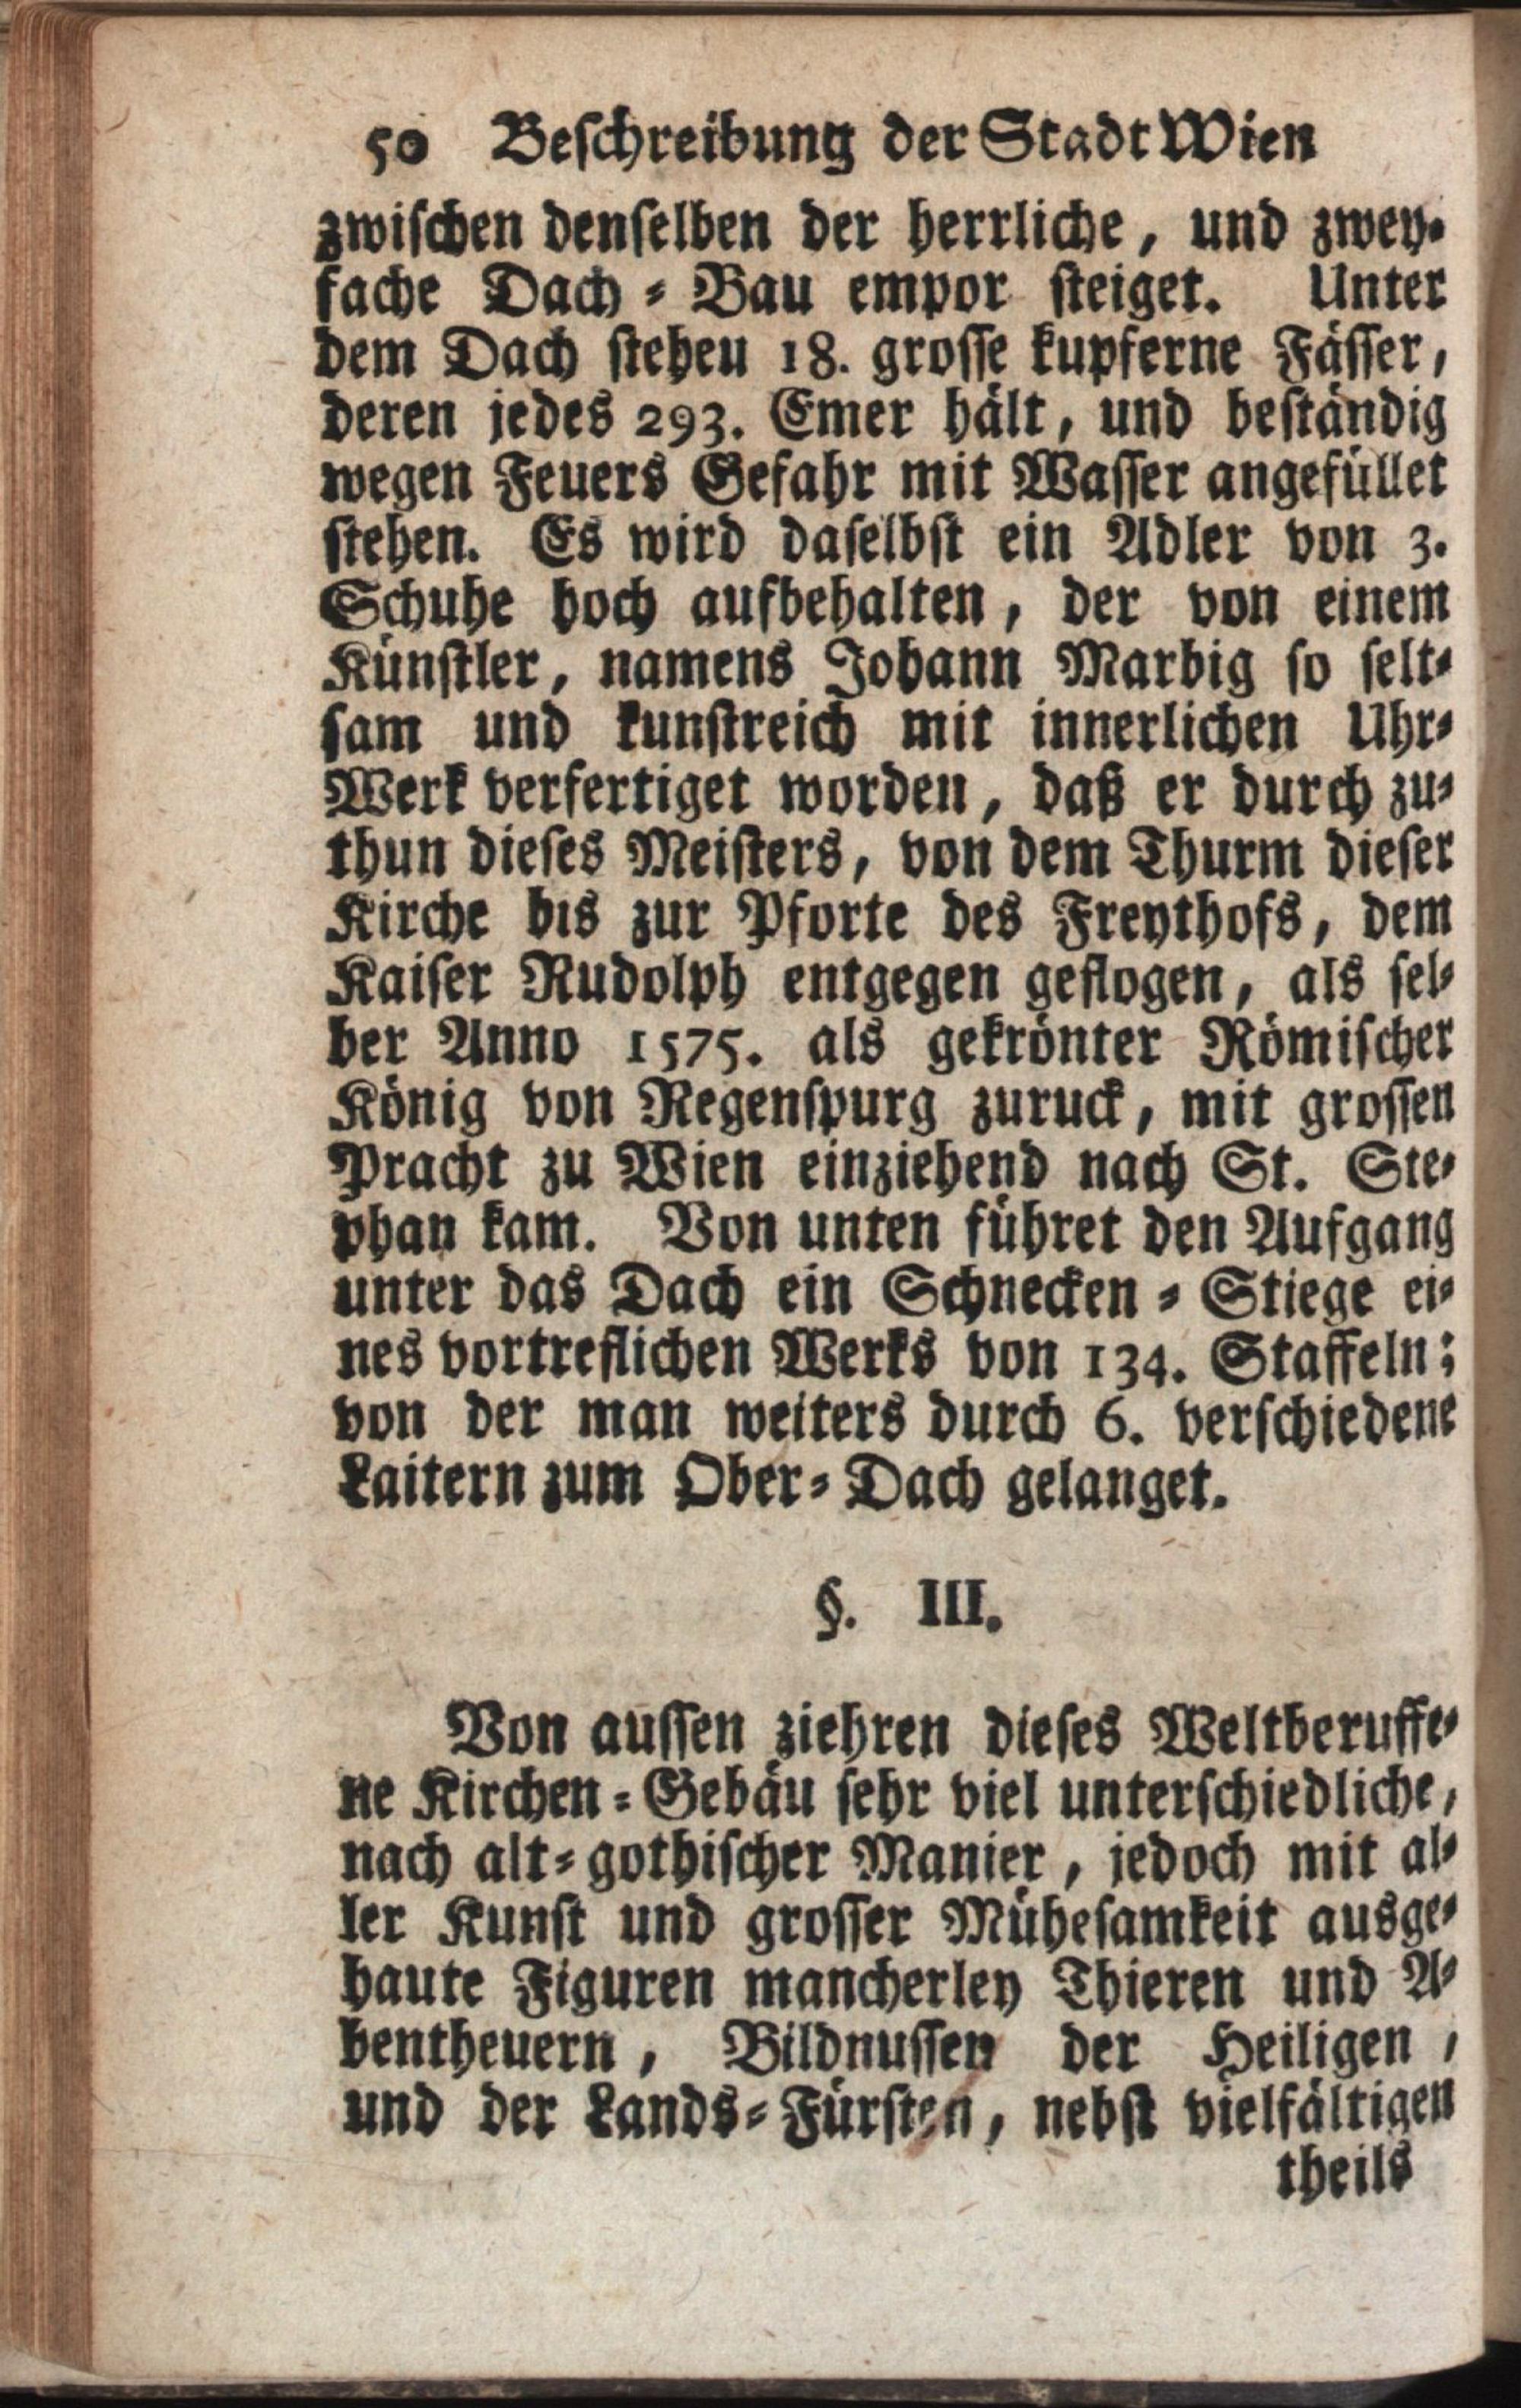 50 Beſchreibung der Stadt Wien
zwiſchen denſelben der herrliche, und zwey-
fache Dach-Bau empor ſteiget. Unter
dem Dach ſteheu 18. groſſe kupferne Fäſſer,
deren jedes 293. Emer hält, und beſtändig
wegen Feuers Gefahr mit Waſſer angefüllet
ſtehen. Es wird daſelbſt ein Adler von 3.
Schuhe hoch aufbehalten, der von einem
Künſtler, namens Johann Marbig ſo ſelt-
ſam und kunſtreich mit innerlichen Uhr-
Werk verfertiget worden, daß er durch zu-
thun dieſes Meiſters, von dem Thurm dieſer
Kirche bis zur Pforte des Freythofs, dem
Kaiſer Rudolph entgegen geflogen, als ſel-
ber Anno 1575. als gekrönter Römiſcher
König von Regenſpurg zuruck, mit groſſen
Pracht zu Wien einziehend nach St. Ste-
phan kam. Von unten führet den Aufgang
unter das Dach ein Schnecken-Stiege ei-
nes vortreflichen Werks von 134. Staffeln;
von der man weiters durch 6. verſchiedene
Laitern zum Ober-Dach gelanget.
§. III.
Von auſſen ziehren dieſes Weltberuffe-
ne Kirchen-Gebäu ſehr viel unterſchiedliche,
nach alt-gothiſcher Manier, jedoch mit al-
ler Kunſt und groſſer Müheſamkeit ausge-
haute Figuren mancherley Thieren und A-
bentheuern, Bildnuſſen der Heiligen,
und der Lands-Fürſten, nebſt vielfältigen
theils